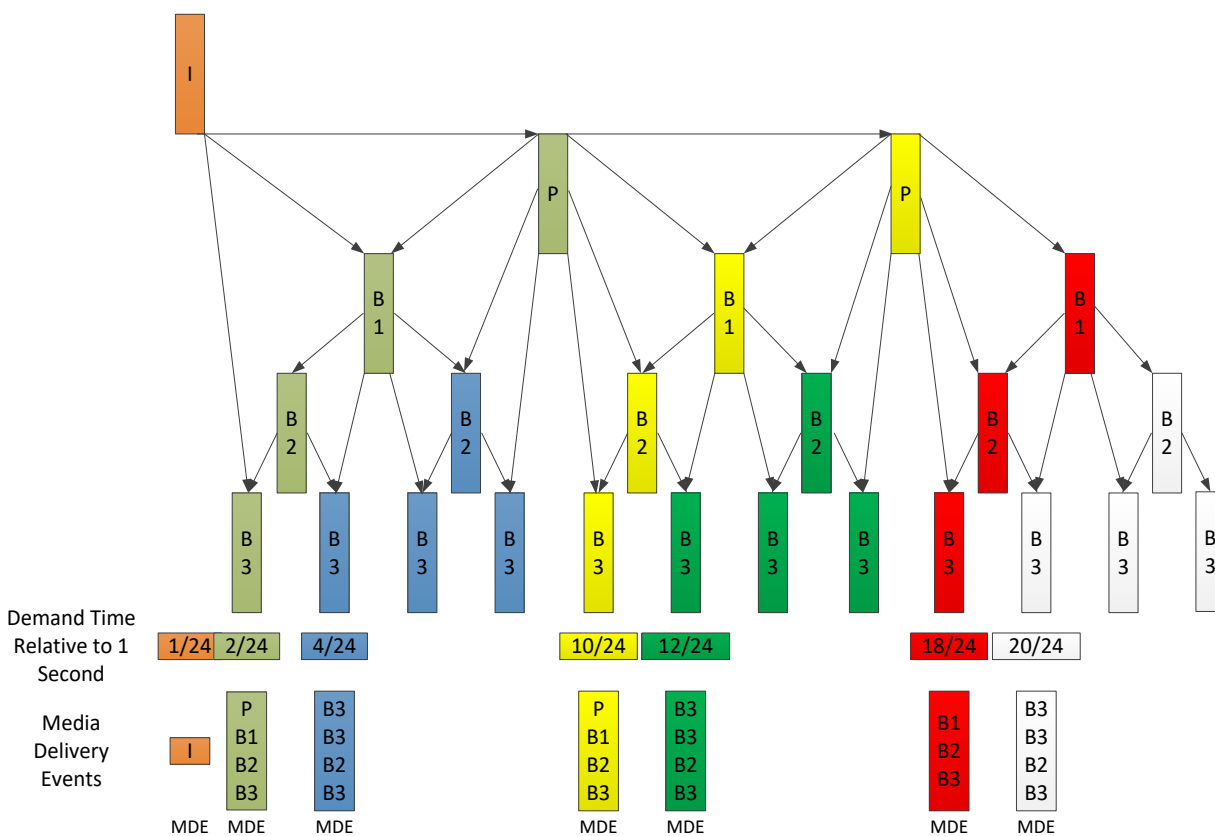 I
P
P
B
1
B
1
B
1
B
2
B
2
B
2
B
2
B
2
B
2
B
3
B
3
B
3
B
3
B
3
B
3
B
3
B
3
B
3
B
3
B
3
B
3
Demand Time
Relative to 1
Second
1/24
2/24
4/24
10/24
12/24
18/24
20/24
Media
Delivery
Events
I
P
B1
B2
B3
B3
B3
B2
B3
P
B1
B2
B3
B3
B3
B2
B3
B1
B2
B3
B3
B3
B2
B3
MDE
MDE
MDE
MDE
MDE
MDE
MDE